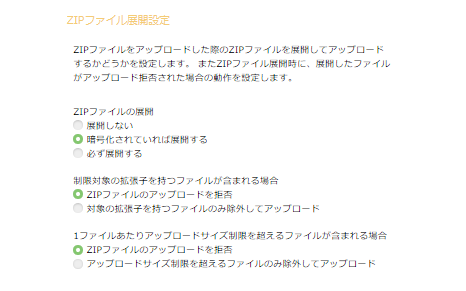 ZIPファイル展開設定
ZIPファイルをアップロードした際のZIPファイルを展開してアップロード
するかどうかを設定します。 またZIPファイル展開時に、展開したファイル
がアップロード拒否された場合の動作を設定します。
ZIPファイルの展開
展開しない
暗号化されていれば展開する
必ず展開する
制限対象の拡張子を持つファイルが含まれる場合
ZIPファイルのアップロードを拒否
対象の拡張子を持つファイルのみ除外してアップロード
1ファイルあたりアップロードサイズ制限を超えるファイルが含まれる場合
ZIPファイルのアップロードを拒否
アップロードサイズ制限を超えるファイルのみ除外してアップロード